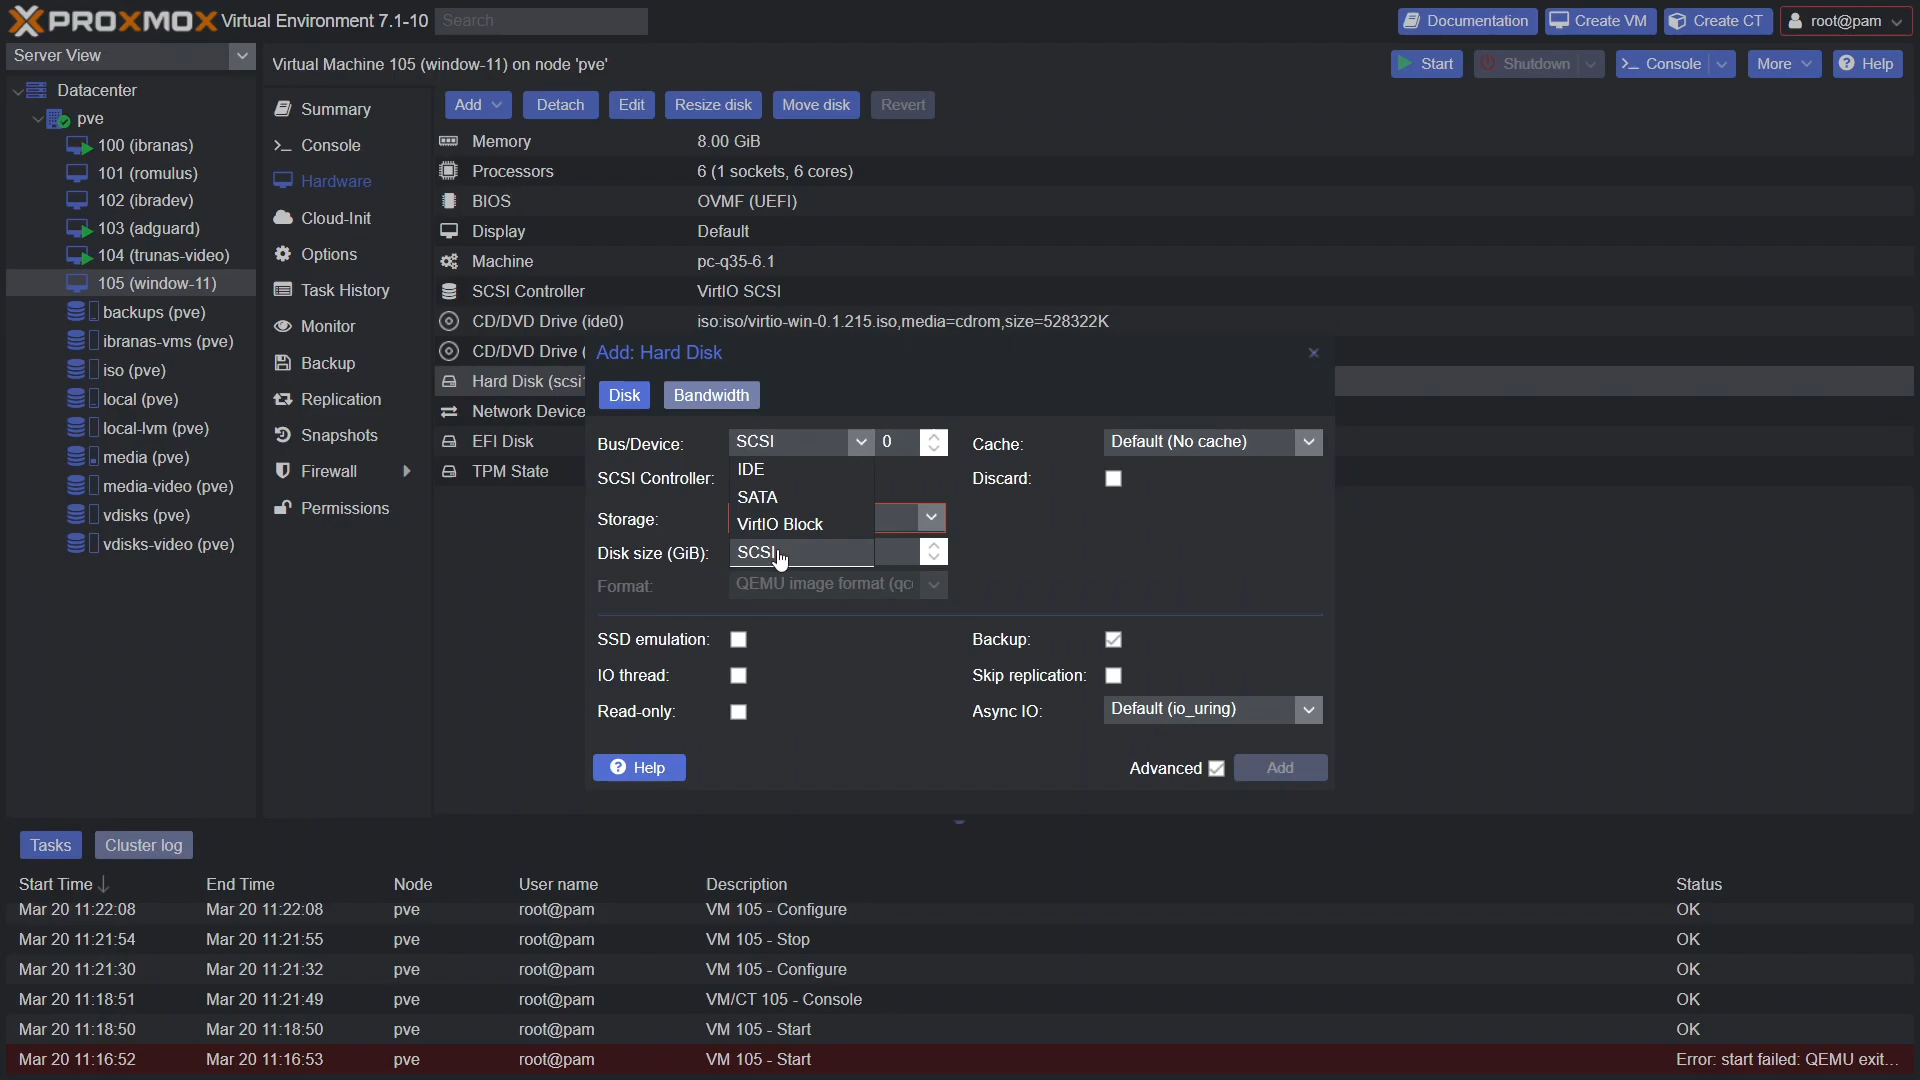 PROXMOX Virtual Environment 7.1-10 Search Documentation Create VM Create CT root@pam
Server View
Virtual Machine 105 (window-11) on node 'pve' Start Shutdown Console More Help
Datacenter
pve
100 (ibranas)
101 (romulus)
102 (ibradev)
103 (adguard)
104 (trunas-video)
105 (window-11)
backups (pve)
ibranas-vms (pve)
iso (pve)
local (pve)
local-lvm (pve)
media (pve)
media-video (pve)
vdisks (pve)
vdisks-video (pve)
Summary
Console
Hardware
Cloud-Init
Options
Task History
Monitor
Backup
Replication
Snapshots
Firewall
Permissions
Add Detach Edit Resize disk Move disk Revert
Memory 8.00 GiB
Processors 6 (1 sockets, 6 cores)
BIOS OVMF (UEFI)
Display Default
Machine pc-q35-6.1
SCSI Controller VirtIO SCSI
CD/DVD Drive (ide0) iso:iso/virtio-win-0.1.215.iso,media=cdrom,size=528322K
CD/DVD Drive (
Hard Disk (scsi
Network Device
EFI Disk
TPM State
Add: Hard Disk
Disk Bandwidth
Bus/Device: SCSI 0 Cache: Default (No cache)
IDE
SCSI Controller: Discard:
SATA
Storage:
VirtIO Block
Disk size (GiB): SCSI
Format: QEMU image format (qc
SSD emulation: Backup:
IO thread: Skip replication:
Read-only: Async IO: Default (io_uring)
Help Advanced Add
Tasks Cluster log
Start Time End Time Node User name Description Status
Mar 20 11:22:08 Mar 20 11:22:08 pve root@pam VM 105 - Configure OK
Mar 20 11:21:54 Mar 20 11:21:55 pve root@pam VM 105 - Stop OK
Mar 20 11:21:30 Mar 20 11:21:32 pve root@pam VM 105 - Configure OK
Mar 20 11:18:51 Mar 20 11:21:49 pve root@pam VM/CT 105 - Console OK
Mar 20 11:18:50 Mar 20 11:18:50 pve root@pam VM 105 - Start OK
Mar 20 11:16:52 Mar 20 11:16:53 pve root@pam VM 105 - Start Error: start failed: QEMU exit...